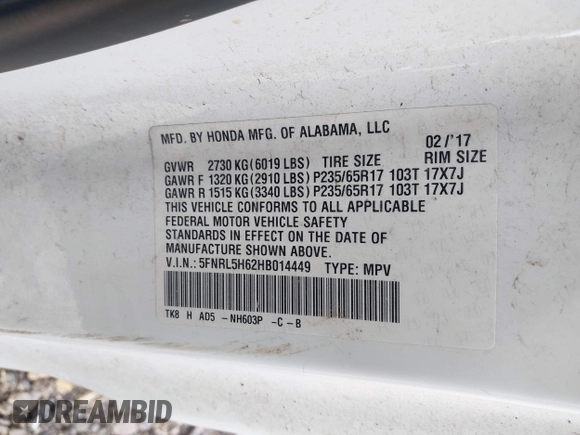 MFD. BY HONDA MFG. OF ALABAMA, LLC 02 /'17
GVWR 2730 KG(6019 LBS) TIRE SIZE RIM SIZE
GAWR F 1320 KG(2910 LBS) P235/65R17 103T 17X7J
GAWR R 1515 KG(3340 LBS) P235/65R17 103T 17X7J
THIS VEHICLE CONFORMS TO ALL APPLICABLE
FEDERAL MOTOR VEHICLE SAFETY
STANDARDS IN EFFECT ON THE DATE OF
MANUFACTURE SHOWN ABOVE.
V.I.N.: 5FNRL5H62HB014449 TYPE: MPV
TK8 H AD5 -NH603P -C-B
DREAMBID